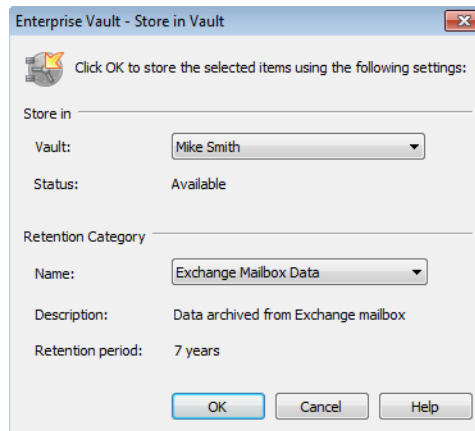 Enterprise Vault - Store in Vault
Click OK to store the selected items using the following settings:
Store in
Vault: Mike Smith
Status: Available
Retention Category
Name: Exchange Mailbox Data
Description: Data archived from Exchange mailbox
Retention period: 7 years
OK Cancel Help